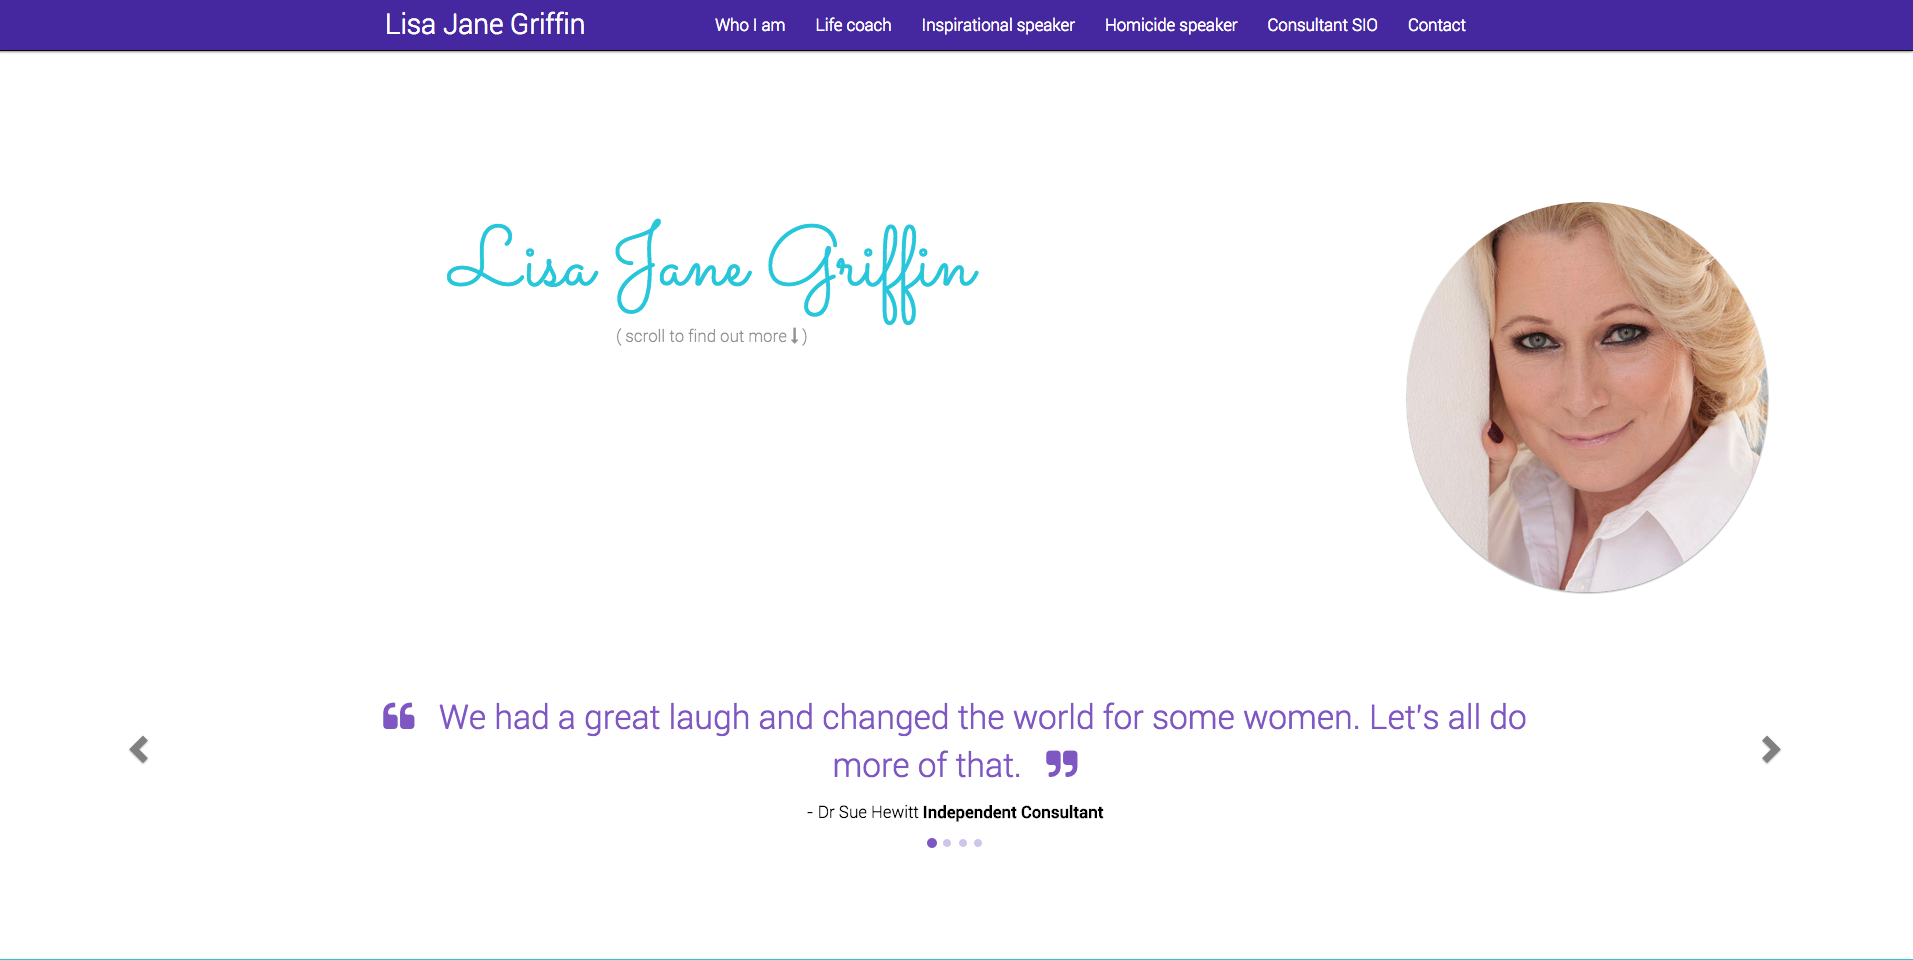 Lisa Jane Griffin
Who I am
Life coach
Inspirational speaker
Homicide speaker
Consultant SIO
Contact
Lisa Jane Griffin
( scroll to find out more )
“ We had a great laugh and changed the world for some women. Let's all do
more of that. ”
- Dr Sue Hewitt Independent Consultant